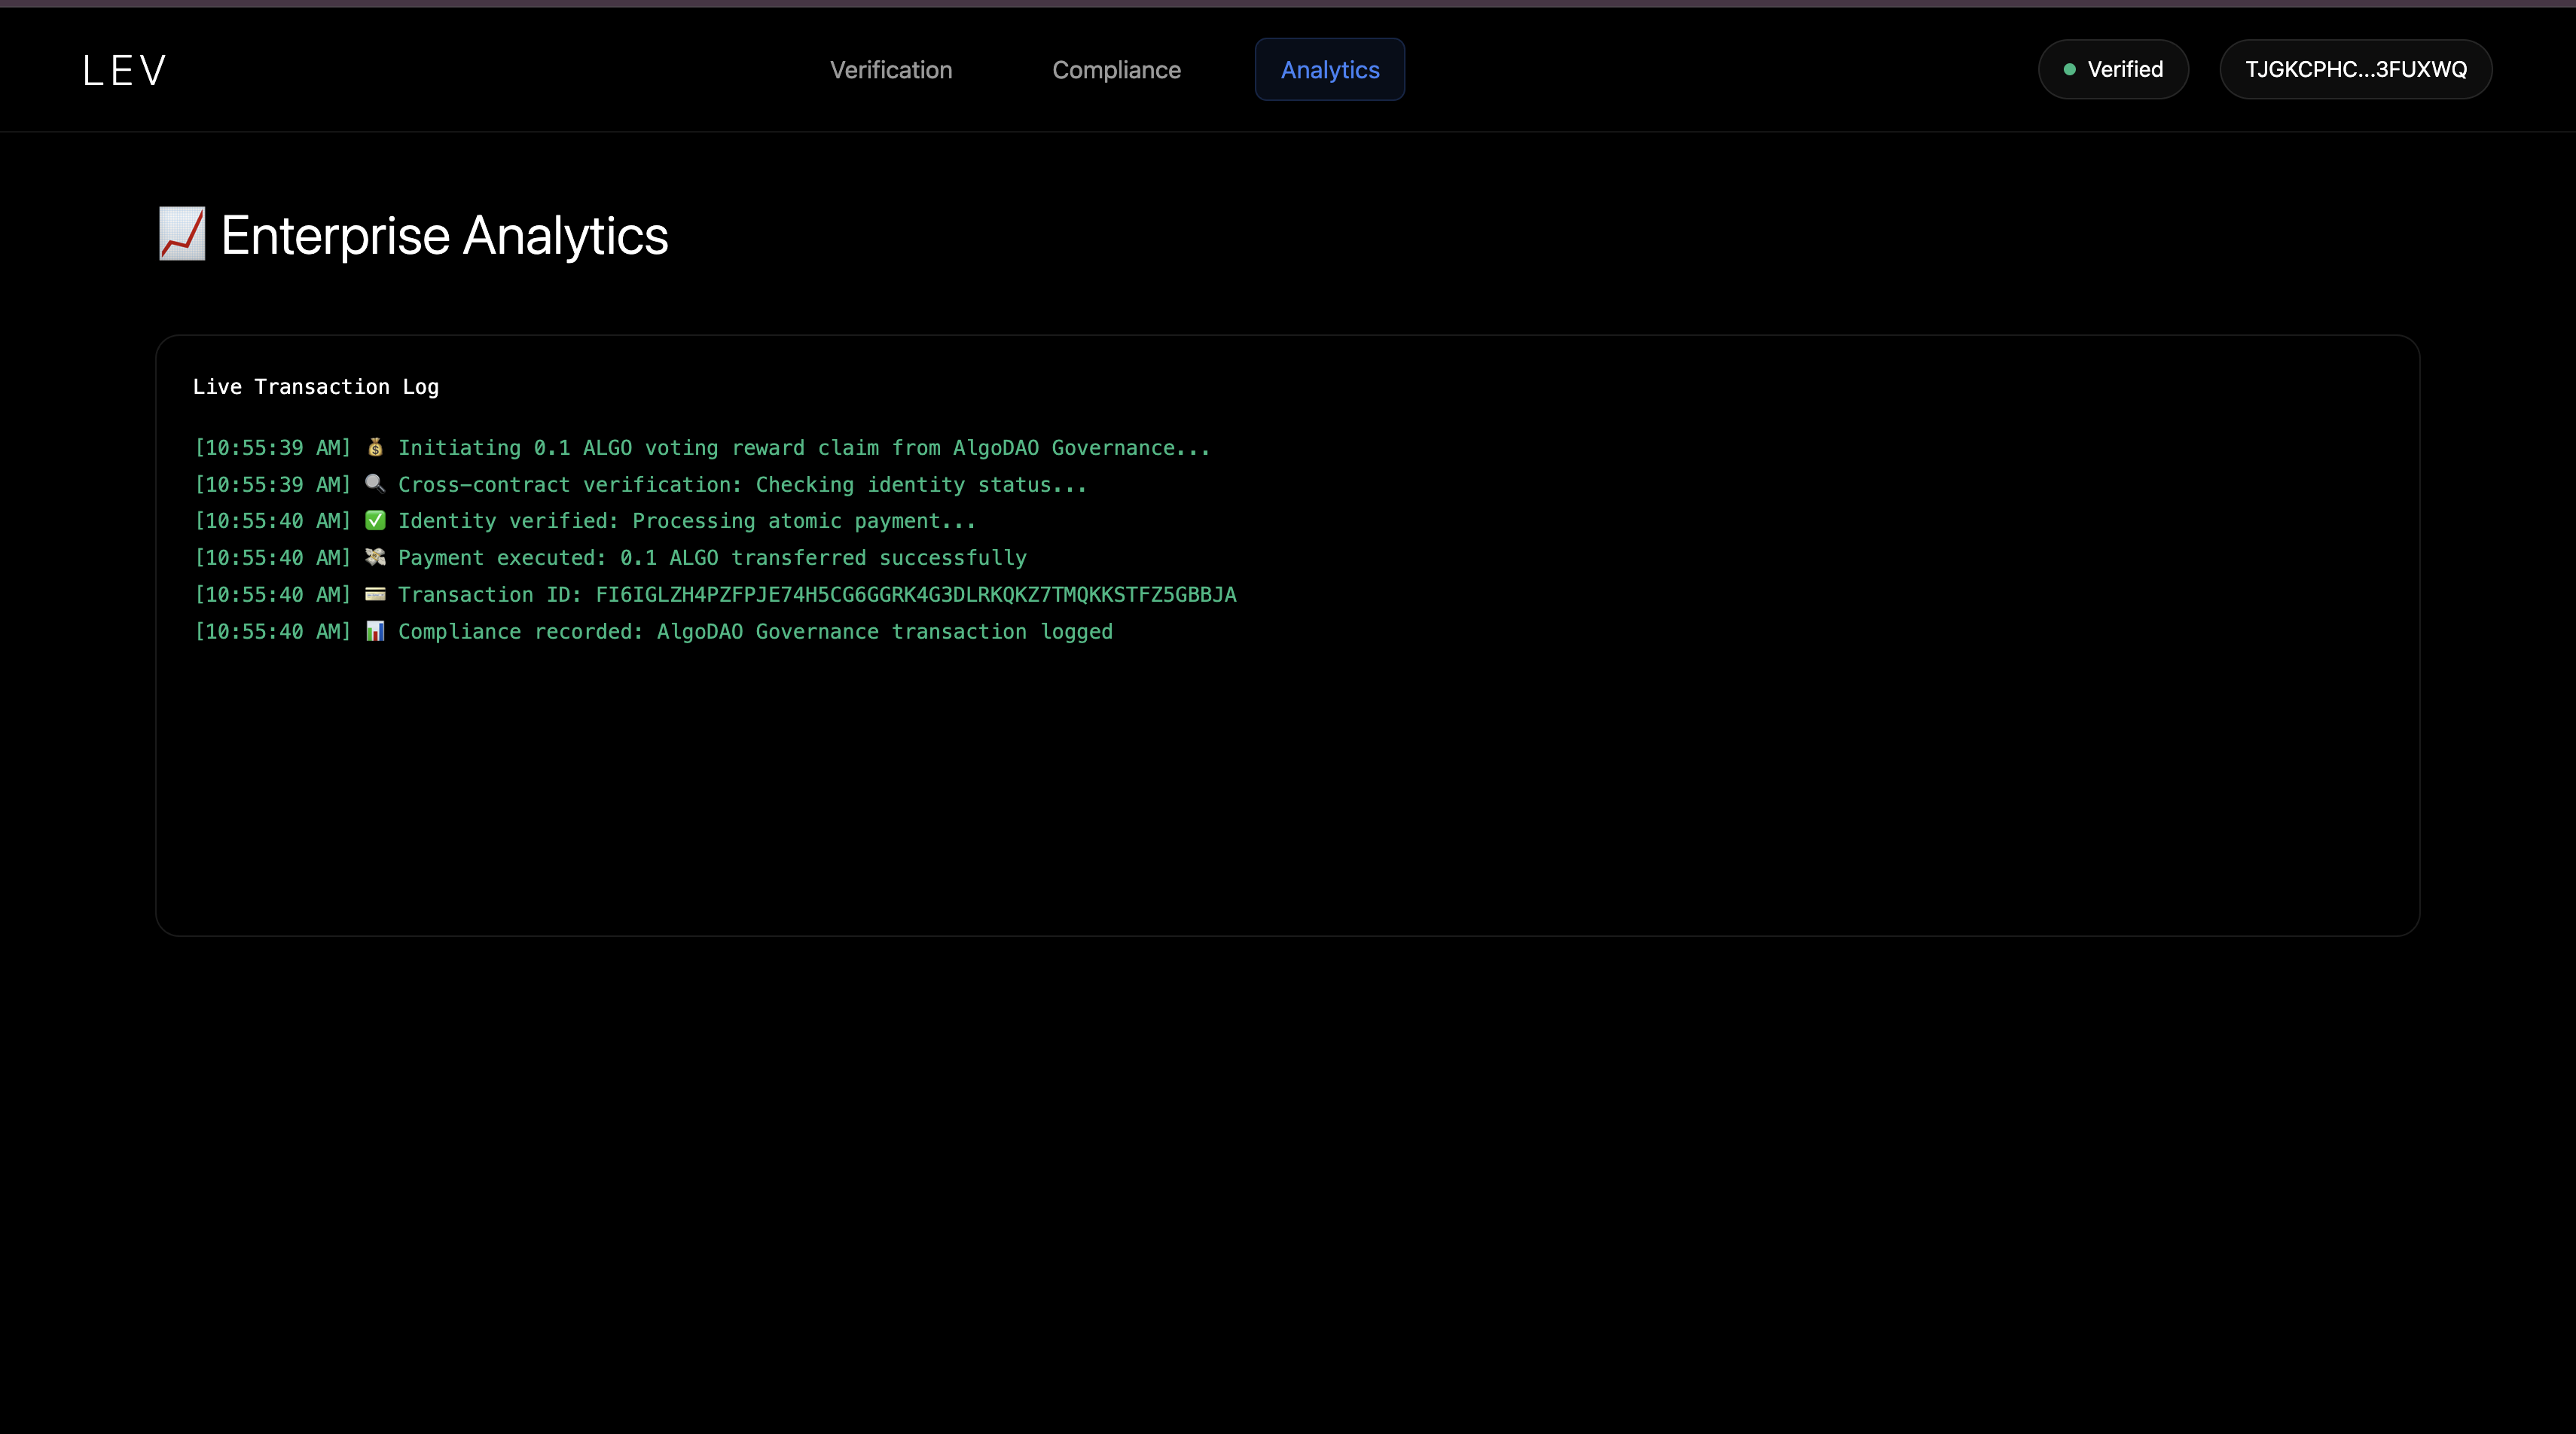 LEV
Verification
Compliance
Analytics
Verified
TJGKCPHC...3FUXWQ
Enterprise Analytics
Live Transaction Log
[10:55:39 AM] 💰 Initiating 0.1 ALGO voting reward claim from AlgoDAO Governance...
[10:55:39 AM] 🔍 Cross-contract verification: Checking identity status...
[10:55:40 AM] ✅ Identity verified: Processing atomic payment...
[10:55:40 AM] 💸 Payment executed: 0.1 ALGO transferred successfully
[10:55:40 AM] 💳 Transaction ID: FI6IGLZH4PZFPJE74H5CG6GGRK4G3DLRKQKZ7TMQKKSTFZ5GBBJA
[10:55:40 AM] 📊 Compliance recorded: AlgoDAO Governance transaction logged